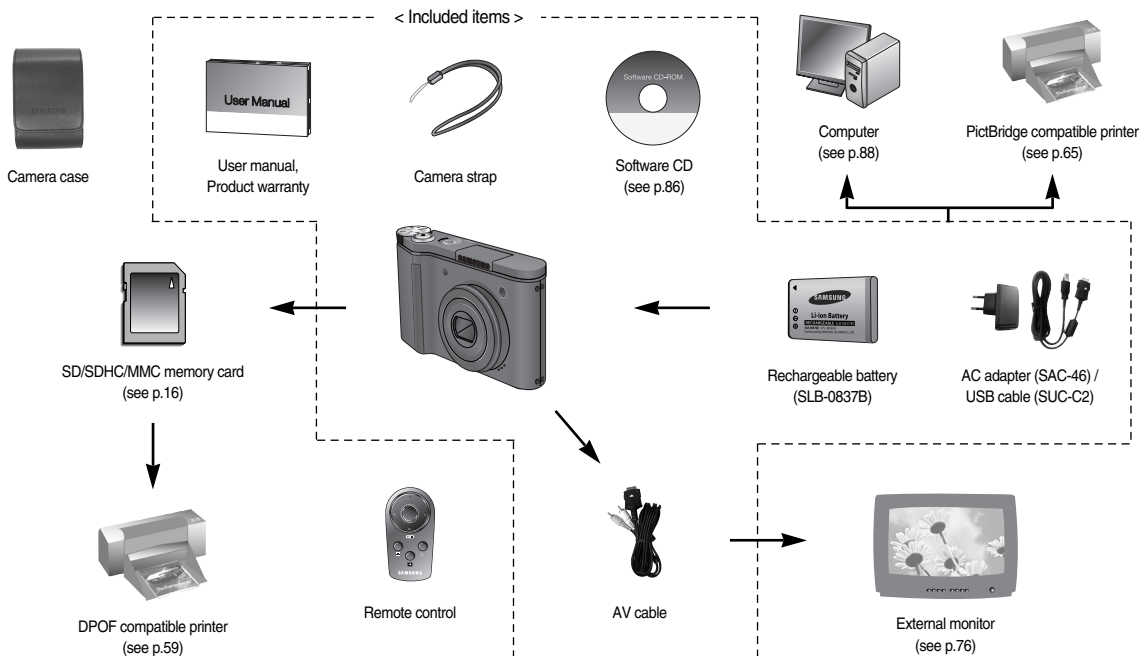 < Included items >
SAMSUNG
User Manual
Software CD-ROM
Camera case
User manual,
Product warranty
Camera strap
Software CD
(see p.86)
Computer
(see p.88)
PictBridge compatible printer
(see p.65)
SAMSUNG
SAMSUNG
Li-ion Battery
SD/SDHC/MMC memory card
(see p.16)
Rechargeable battery
(SLB-0837B)
AC adapter (SAC-46) /
USB cable (SUC-C2)
SAMSUNG
DPOF compatible printer
(see p.59)
Remote control
AV cable
External monitor
(see p.76)